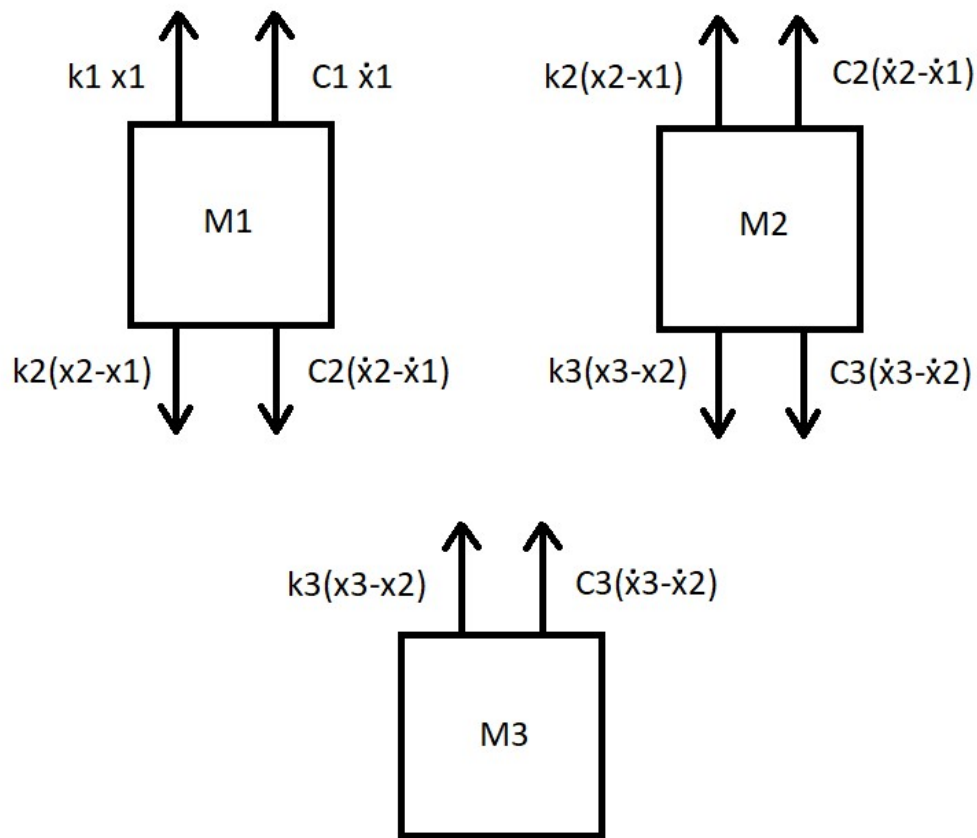 k1 x1
C1 ẋ1
M1
k2(x2-x1)
C2(ẋ2-ẋ1)
k2(x2-x1)
C2(ẋ2-ẋ1)
M2
k3(x3-x2)
C3(ẋ3-ẋ2)
k3(x3-x2)
C3(ẋ3-ẋ2)
M3